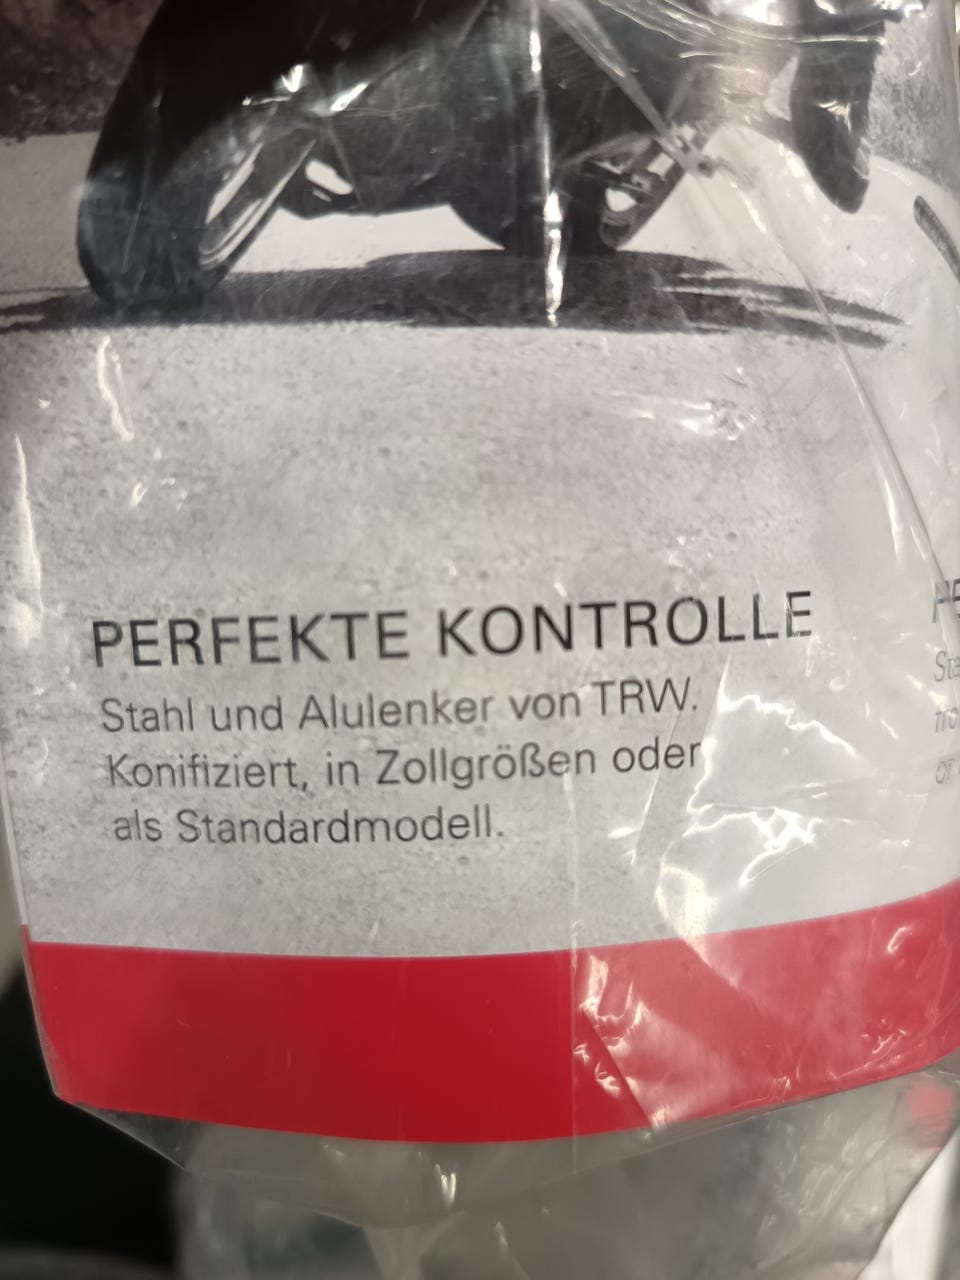 PERFEKTE KONTROLLE
Stahl und Alulenker von TRW.
Konifiziert, in Zollgrößen oder
als Standardmodell.